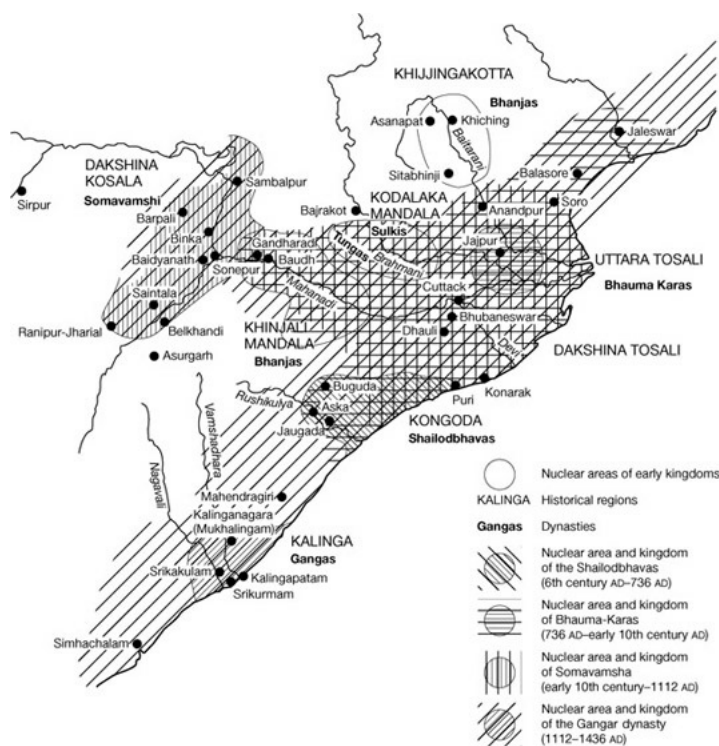 KHIJJINGAKOTTA
Bhanjas
Asanapat
Khiching
Baitarani
Jaleswar
Sitabhinji
Balasore
DAKSHINA
KOSALA
Somavamshi
Sambalpur
Sirpur
Barpali
KODALAKA
MANDALA
Bajrakot
Anandpur
Soro
Sulkis
Binka
Gandharadi
Tungas
Jajpur
Baidyanath
Sonepur
Baudh
Brahmani
UTTARA TOSALI
Bhauma Karas
Mahanadi
Cuttack
Saintala
Bhubaneswar
Ranipur-Jharial
Belkhandi
KHINJALI
MANDALA
Bhanjas
Dhauli
Devi
DAKSHINA TOSALI
Asurgarh
Buguda
Puri
Konarak
Rushikulya
Aska
Jaugada
KONGODA
Shailodbhavas
Vamshadhara
Nagavali
Mahendragiri
Kalinganagara
(Mukhalingam)
KALINGA
Gangas
Srikakulam
Kalingapatam
Srikurmam
Simhachalam
Nuclear areas of early kingdoms
KALINGA Historical regions
Gangas Dynasties
Nuclear area and kingdom
of the Shailodbhavas
(6th century AD–736 AD)
Nuclear area and kingdom
of Bhauma-Karas
(736 AD–early 10th century AD)
Nuclear area and kingdom
of Somavamsha
(early 10th century–1112 AD)
Nuclear area and kingdom
of the Gangar dynasty
(1112–1436 AD)